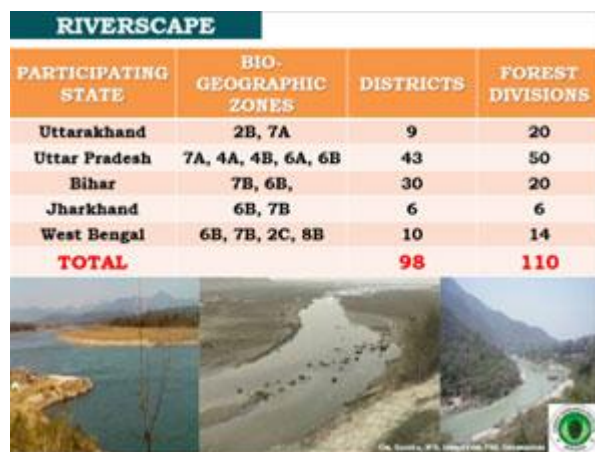 RIVERSCAPE
PARTICIPATING STATE BIO-GEOGRAPHIC ZONES DISTRICTS FOREST DIVISIONS
Uttarakhand 2B, 7A 9 20
Uttar Pradesh 7A, 4A, 4B, 6A, 6B 43 50
Bihar 7B, 6B, 30 20
Jharkhand 6B, 7B 6 6
West Bengal 6B, 7B, 2C, 8B 10 14
TOTAL 98 110